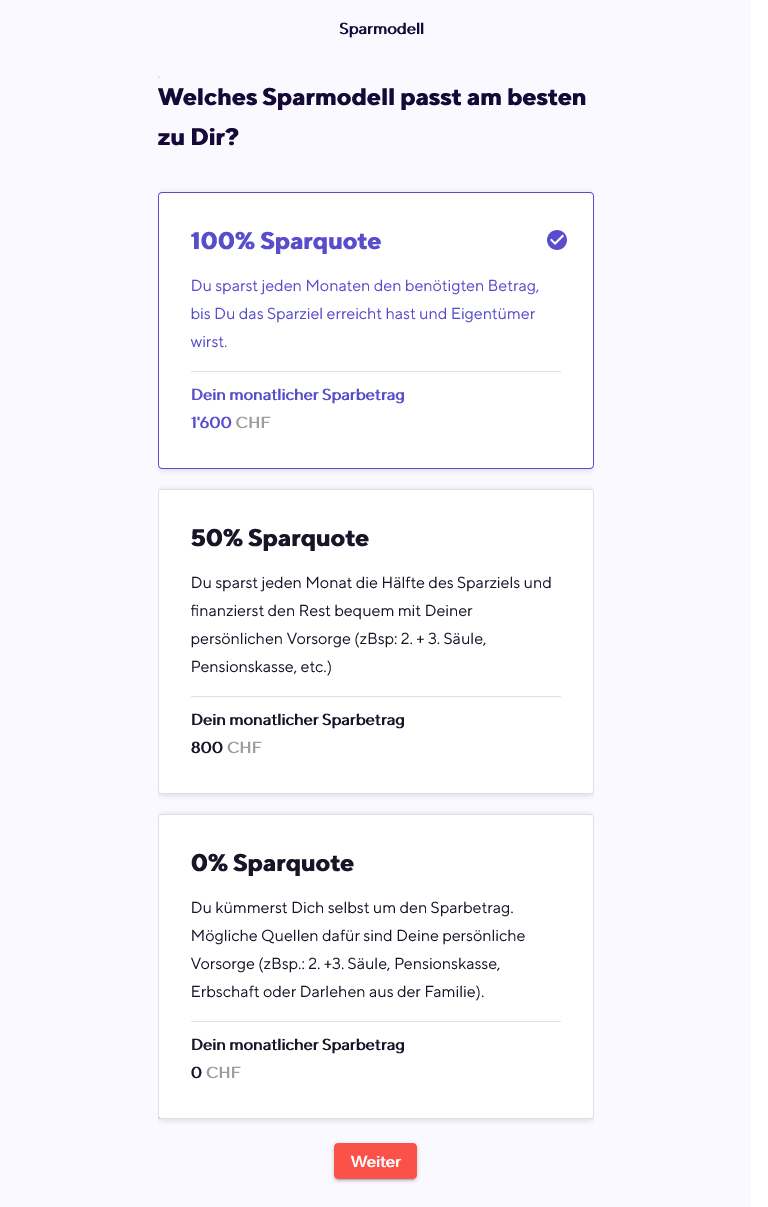 Sparmodell
Welches Sparmodell passt am besten
zu Dir?
100% Sparquote
Du sparst jeden Monaten den benötigten Betrag,
bis Du das Sparziel erreicht hast und Eigentümer
wirst.
Dein monatlicher Sparbetrag
1'600 CHF
50% Sparquote
Du sparst jeden Monat die Hälfte des Sparziels und
finanzierst den Rest bequem mit Deiner
persönlichen Vorsorge (zBsp: 2. + 3. Säule,
Pensionskasse, etc.)
Dein monatlicher Sparbetrag
800 CHF
0% Sparquote
Du kümmerst Dich selbst um den Sparbetrag.
Mögliche Quellen dafür sind Deine persönliche
Vorsorge (zBsp.: 2. +3. Säule, Pensionskasse,
Erbschaft oder Darlehen aus der Familie).
Dein monatlicher Sparbetrag
0 CHF
Weiter